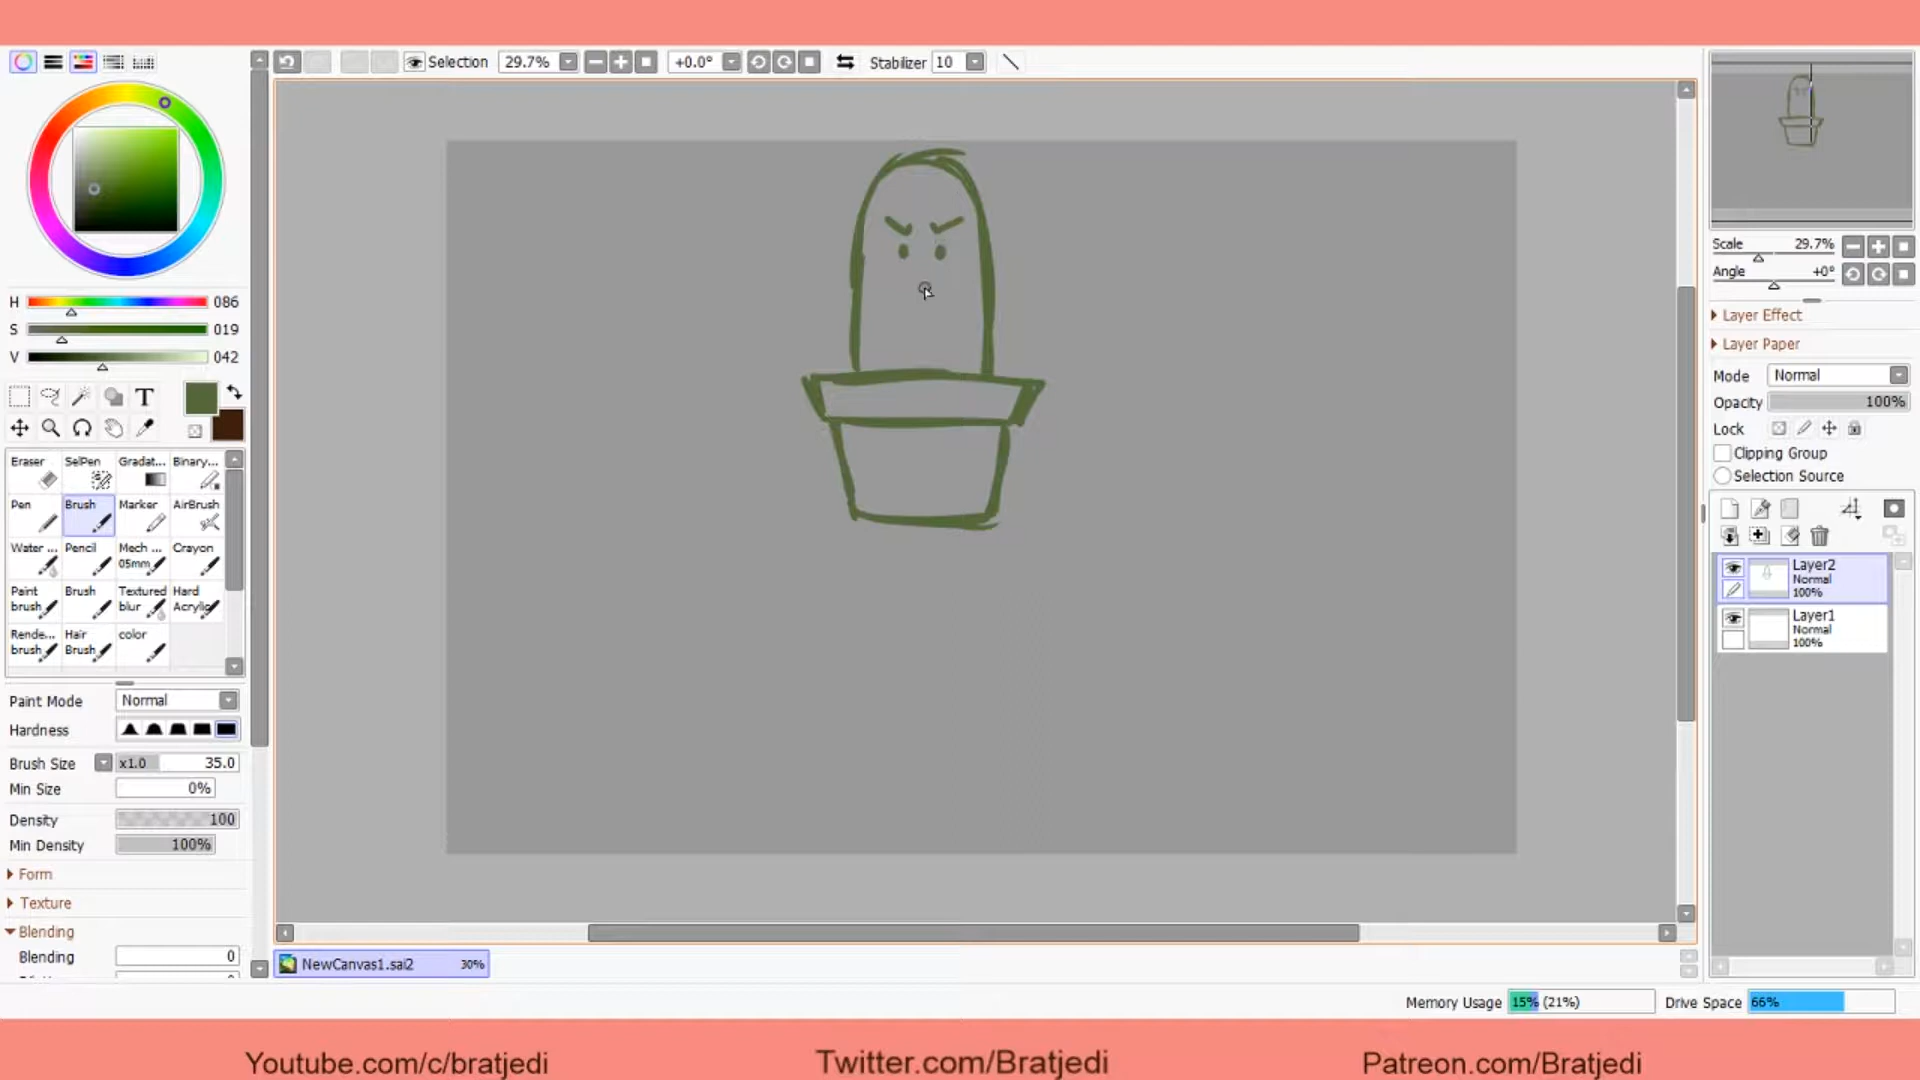 Selection 29.7% +0.0° Stabilizer 10
Scale 29.7%
Angle +0°
H 086
S 019
V 042
Layer Effect
Layer Paper
Mode Normal
Opacity 100%
Lock
Clipping Group
Selection Source
T
Eraser SelPen Gradat... Binary...
Pen Brush Marker AirBrush
Water ... Pencil Mech ... Crayon
05mm
Paint Brush Textured Hard
brush blur Acrylic
Rende... Hair color
brush Brush
Layer2
Normal
100%
Layer1
Normal
100%
Paint Mode Normal
Hardness
Brush Size x1.0 35.0
Min Size 0%
Density 100
Min Density 100%
Form
Texture
Blending
Blending 0
NewCanvas1.sai2 30%
Memory Usage 15% (21%) Drive Space 66%
Youtube.com/c/bratjedi Twitter.com/Bratjedi Patreon.com/Bratjedi